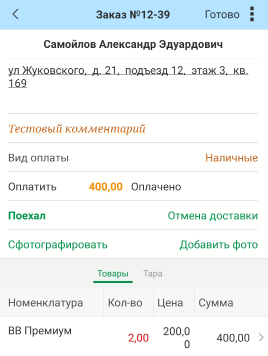 Заказ №12-39 Готово
Самойлов Александр Эдуардович
ул Жуковского, д. 21, подъезд 12, этаж 3, кв.
169
Тестовый комментарий
Вид оплаты Наличные
Оплатить 400,00 Оплачено
Поехал Отмена доставки
Сфотографировать Добавить фото
Товары Тара
Номенклатура Кол-во Цена Сумма
ВВ Премиум 2,00 200,0 400,00
0